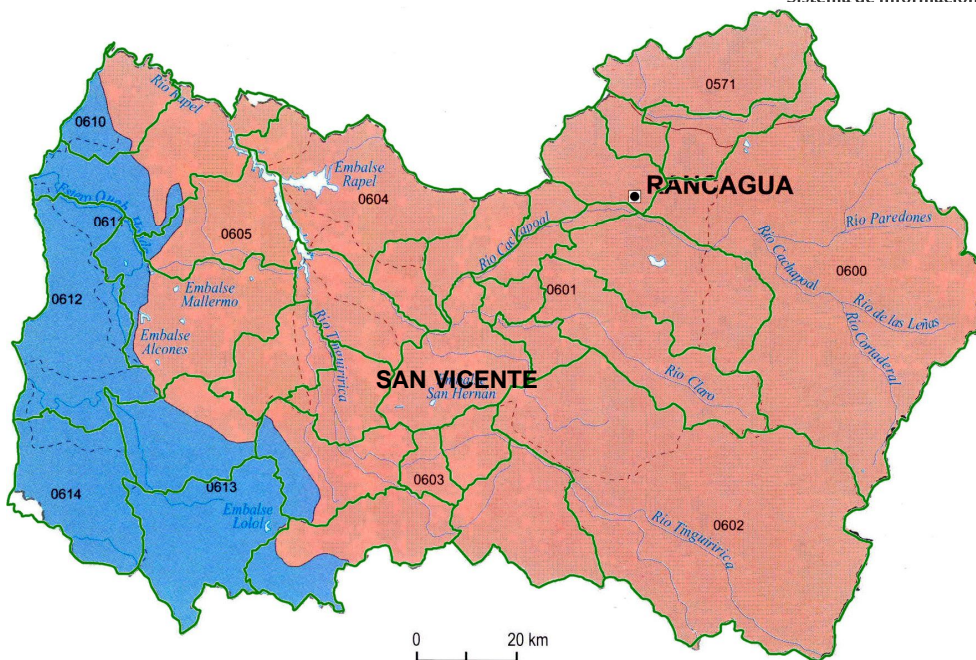 0571
Río Rapel
0610
Embalse
Rapel
RANCAGUA
0604
Río Paredones
0611
0605
Río Cachapoal
Río Cachapoal
0600
Embalse
Mallermo
0601
0612
Río de las Leñas
Embalse
Alcones
Río Tinguiririca
Río Cortaderal
SAN VICENTE
San Hernan
Río Claro
0603
0613
0614
Embalse
Lolol
Río Tinguiririca
0602
0 20 km